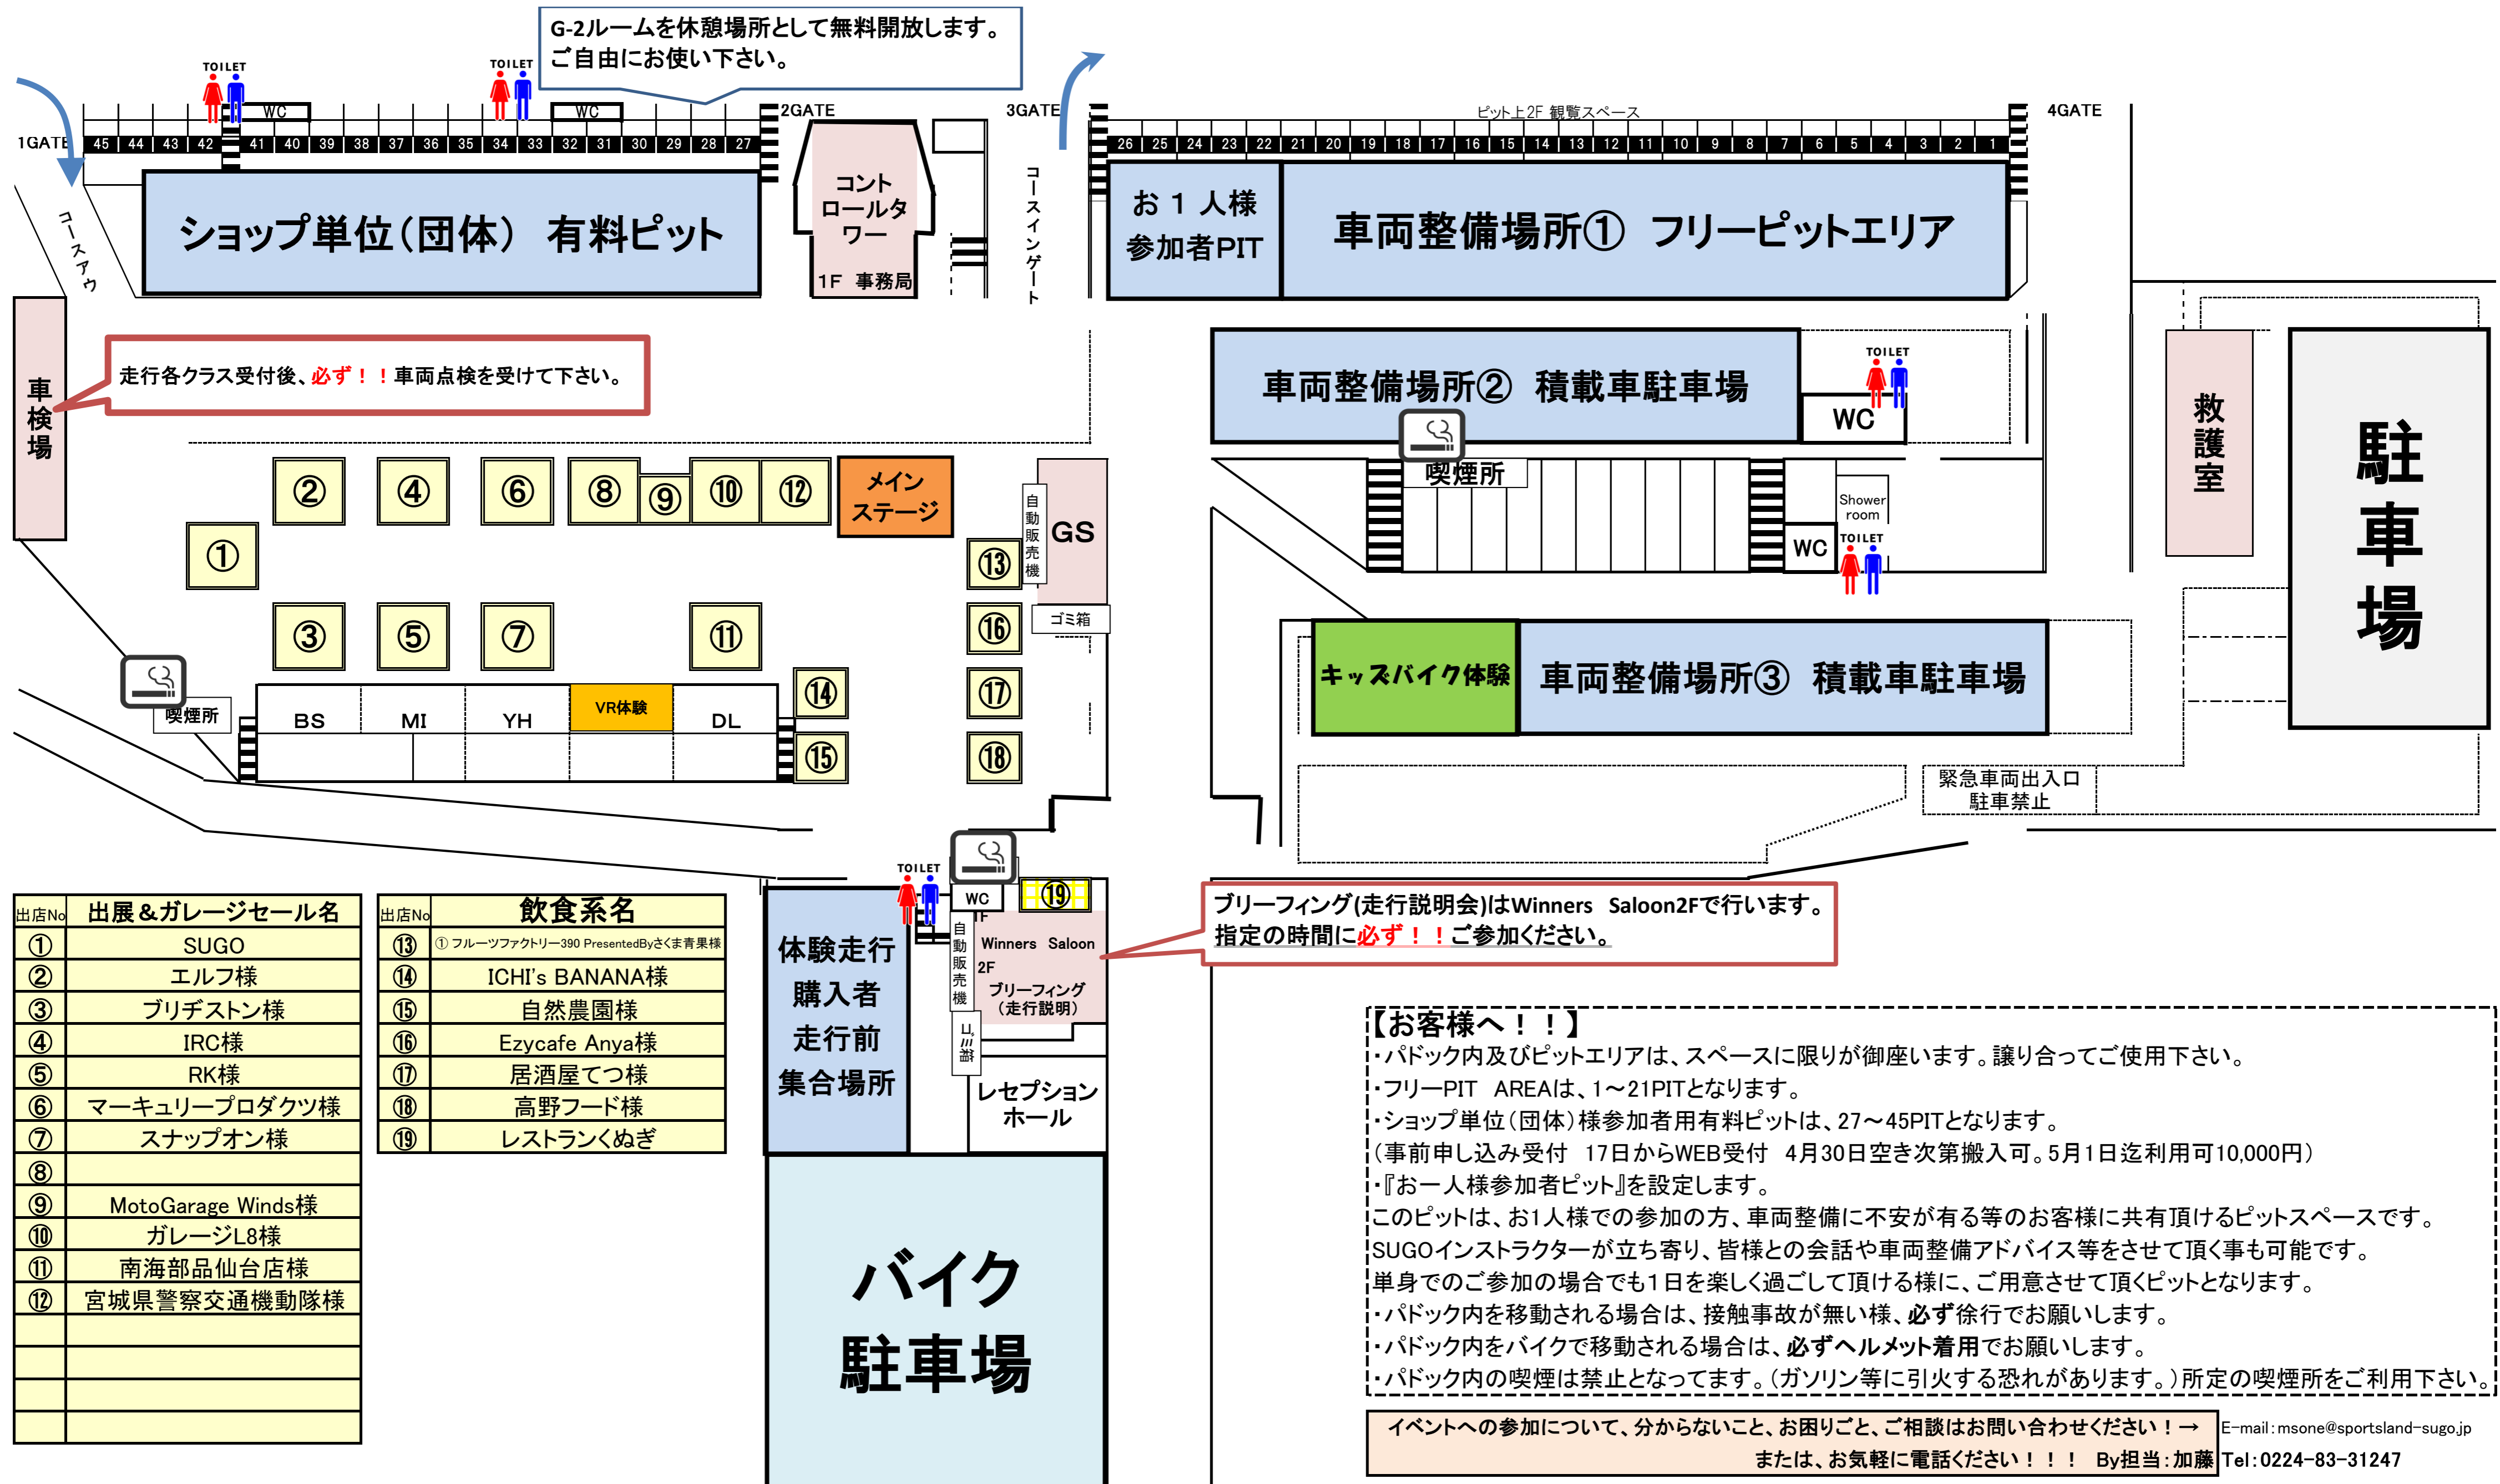 G-2ルームを休憩場所として無料開放します。
ご自由にお使い下さい。
TOILET
TOILET
WC
WC
1GATE
2GATE
3GATE
4GATE
ピット上2F 観覧スペース
45 44 43 42 41 40 39 38 37 36 35 34 33 32 31 30 29 28 27
26 25 24 23 22 21 20 19 18 17 16 15 14 13 12 11 10 9 8 7 6 5 4 3 2 1
コースアウ
ショップ単位（団体） 有料ピット
コント
ロールタ
ワー
1F 事務局
コースインゲート
お 1 人様
参加者PIT
車両整備場所① フリーピットエリア
車検場
走行各クラス受付後、必ず！！車両点検を受けて下さい。
車両整備場所② 積載車駐車場
TOILET
WC
喫煙所
Shower
room
WC
TOILET
救護室
駐車場
②
④
⑥
⑧
⑨
⑩
⑫
メイン
ステージ
自動販売機
GS
①
⑬
③
⑤
⑦
⑪
⑯
ゴミ箱
⑭
⑰
⑮
⑱
喫煙所
BS
MI
YH
VR体験
DL
キッズバイク体験
車両整備場所③ 積載車駐車場
緊急車両出入口
駐車禁止
TOILET
WC
⑲
体験走行
購入者
走行前
集合場所
自動販売機
ゴミ箱
1F
Winners Saloon
2F
ブリーフィング
（走行説明）
レセプション
ホール
バイク
駐車場
ブリーフィング(走行説明会)はWinners Saloon2Fで行います。
指定の時間に必ず！！ご参加ください。
出店No 出展＆ガレージセール名
① SUGO
② エルフ様
③ ブリヂストン様
④ IRC様
⑤ RK様
⑥ マーキュリープロダクツ様
⑦ スナップオン様
⑧
⑨ MotoGarage Winds様
⑩ ガレージL8様
⑪ 南海部品仙台店様
⑫ 宮城県警察交通機動隊様
出店No 飲食系名
⑬ ① フルーツファクトリー390 PresentedByさくま青果様
⑭ ICHI's BANANA様
⑮ 自然農園様
⑯ Ezycafe Anya様
⑰ 居酒屋てつ様
⑱ 高野フード様
⑲ レストランくぬぎ
【お客様へ！！】
・パドック内及びピットエリアは、スペースに限りが御座います。譲り合ってご使用下さい。
・フリーPIT AREAは、1～21PITとなります。
・ショップ単位（団体）様参加者用有料ピットは、27～45PITとなります。
（事前申し込み受付 17日からWEB受付 4月30日空き次第搬入可。5月1日迄利用可10,000円）
・『お一人様参加者ピット』を設定します。
このピットは、お1人様での参加の方、車両整備に不安が有る等のお客様に共有頂けるピットスペースです。
SUGOインストラクターが立ち寄り、皆様との会話や車両整備アドバイス等をさせて頂く事も可能です。
単身でのご参加の場合でも1日を楽しく過ごして頂ける様に、ご用意させて頂くピットとなります。
・パドック内を移動される場合は、接触事故が無い様、必ず徐行でお願いします。
・パドック内をバイクで移動される場合は、必ずヘルメット着用でお願いします。
・パドック内の喫煙は禁止となってます。（ガソリン等に引火する恐れがあります。）所定の喫煙所をご利用下さい。
イベントへの参加について、分からないこと、お困りごと、ご相談はお問い合わせください！→ E-mail：msone@sportsland-sugo.jp
または、お気軽に電話ください！！！ By担当：加藤 Tel：0224-83-31247